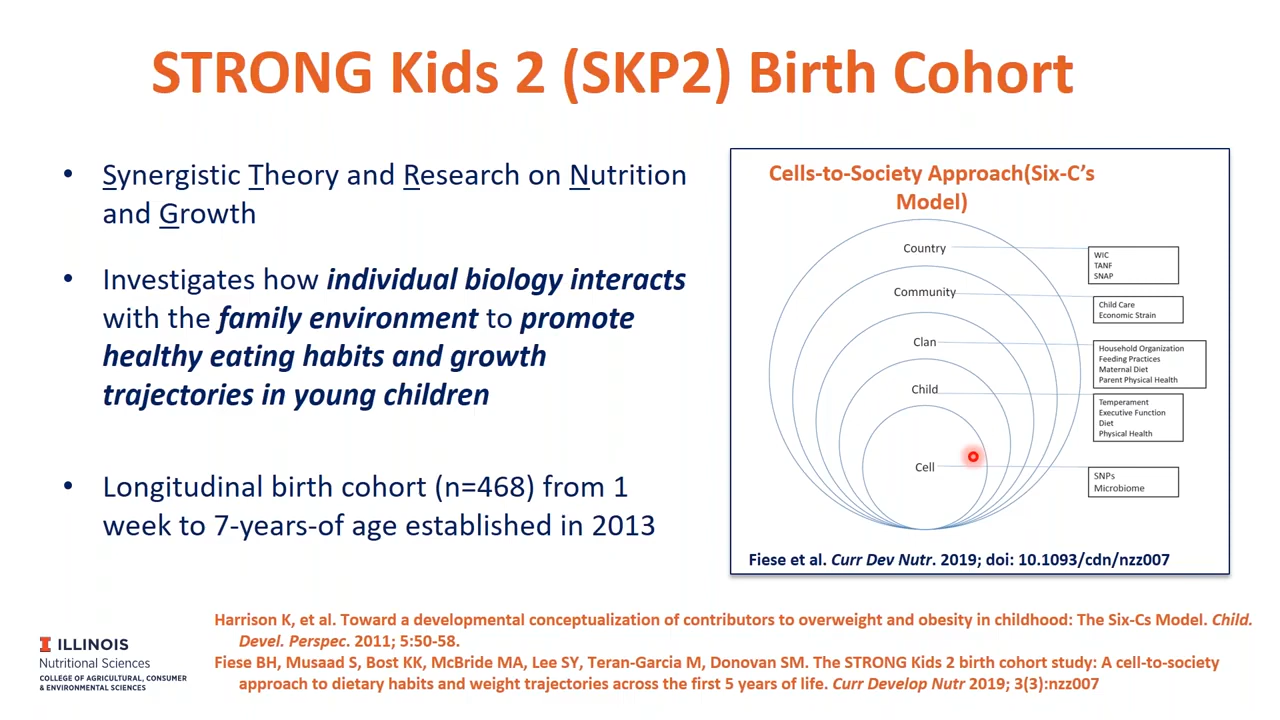 STRONG Kids 2 (SKP2) Birth Cohort
• Synergistic Theory and Research on Nutrition
and Growth
• Investigates how individual biology interacts
with the family environment to promote
healthy eating habits and growth
trajectories in young children
• Longitudinal birth cohort (n=468) from 1
week to 7-years-of age established in 2013
Cells-to-Society Approach(Six-C’s
Model)
Country
WIC
TANF
SNAP
Community
Child Care
Economic Strain
Clan
Household Organization
Feeding Practices
Maternal Diet
Parent Physical Health
Child
Temperament
Executive Function
Diet
Physical Health
Cell
SNPs
Microbiome
Fiese et al. Curr Dev Nutr. 2019; doi: 10.1093/cdn/nzz007
Harrison K, et al. Toward a developmental conceptualization of contributors to overweight and obesity in childhood: The Six-Cs Model. Child.
Devel. Perspec. 2011; 5:50-58.
Fiese BH, Musaad S, Bost KK, McBride MA, Lee SY, Teran-Garcia M, Donovan SM. The STRONG Kids 2 birth cohort study: A cell-to-society
approach to dietary habits and weight trajectories across the first 5 years of life. Curr Develop Nutr 2019; 3(3):nzz007
I ILLINOIS
Nutritional Sciences
COLLEGE OF AGRICULTURAL, CONSUMER
& ENVIRONMENTAL SCIENCES